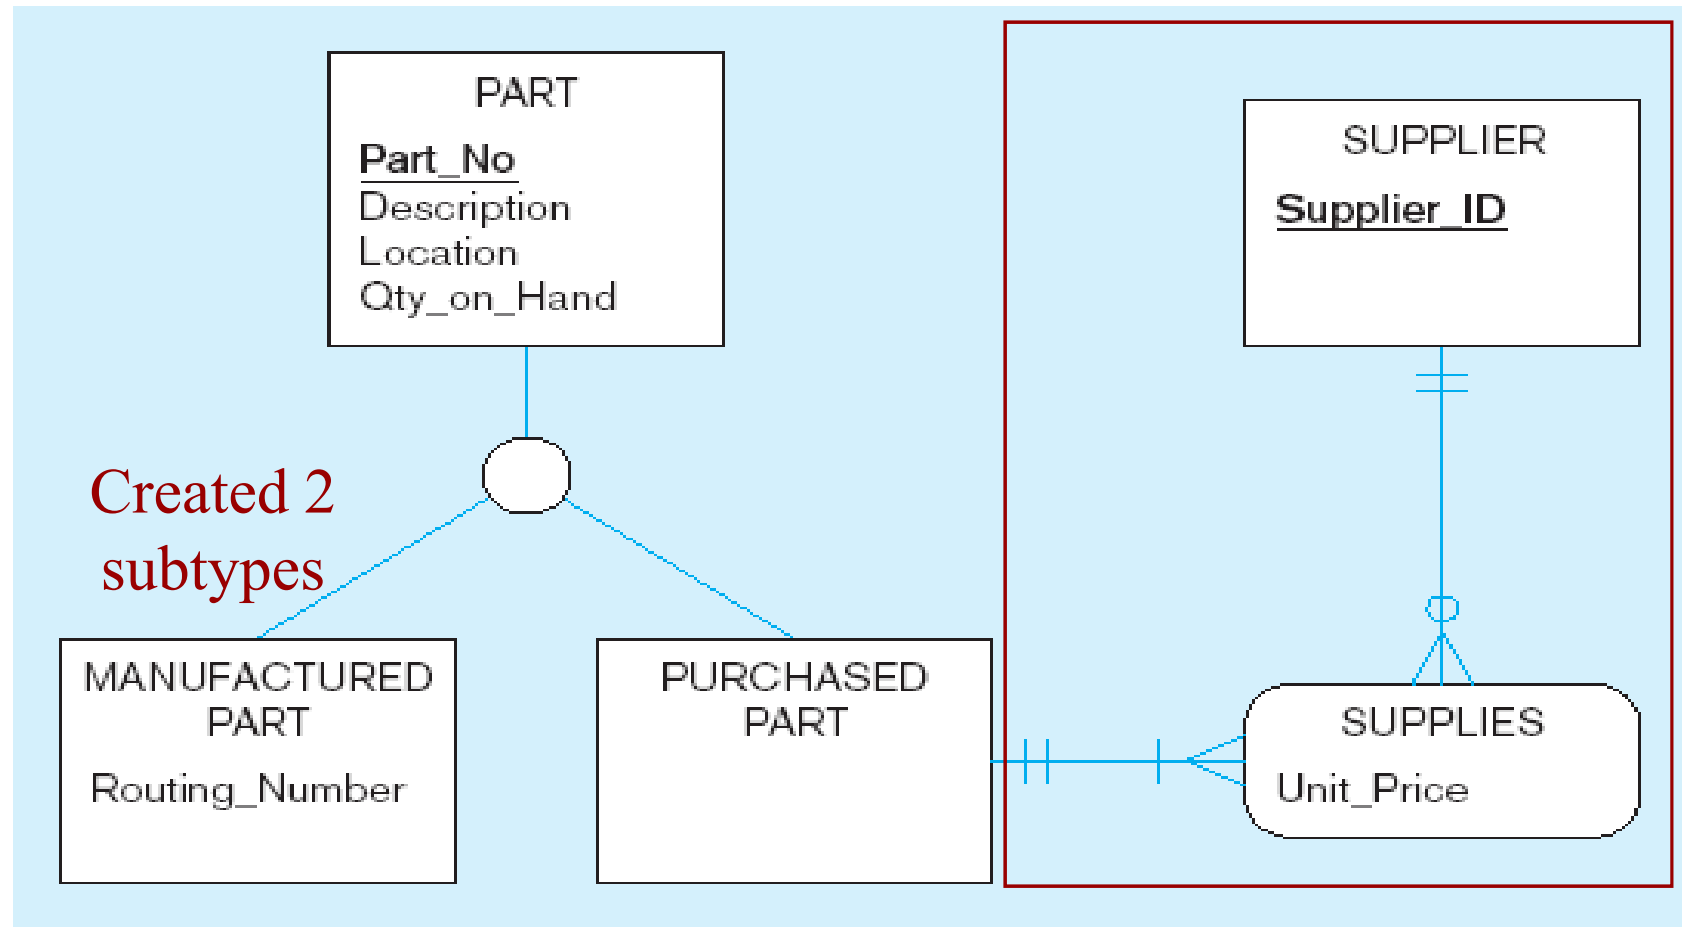 PART
Part_No
Description
Location
Qty_on_Hand
SUPPLIER
Supplier_ID
Created 2
subtypes
MANUFACTURED
PART
Routing_Number
PURCHASED
PART
SUPPLIES
Unit_Price